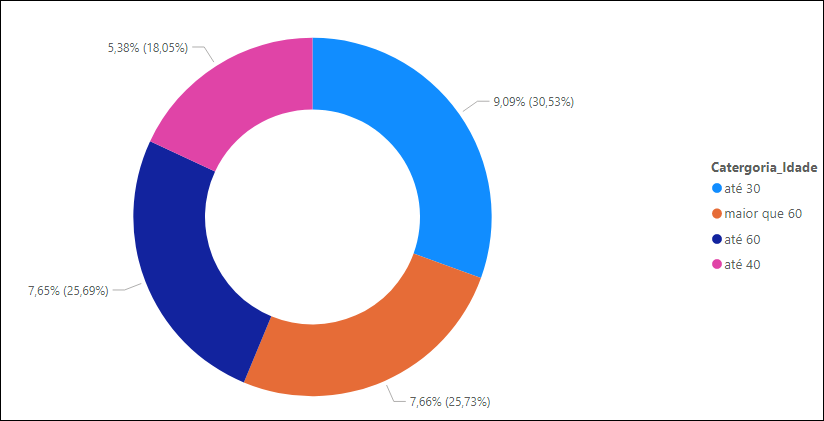 5,38% (18,05%)
9,09% (30,53%)
7,65% (25,69%)
7,66% (25,73%)
Catergoria_Idade
até 30
maior que 60
até 60
até 40